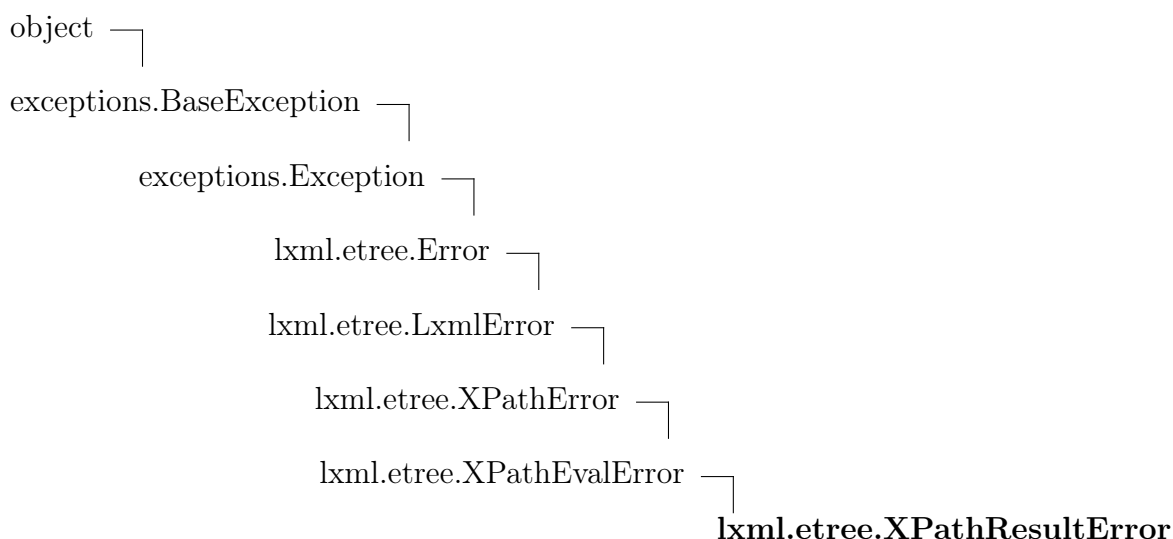 object
exceptions.BaseException
exceptions.Exception
lxml.etree.Error
lxml.etree.LxmlError
lxml.etree.XPathError
lxml.etree.XPathEvalError
lxml.etree.XPathResultError